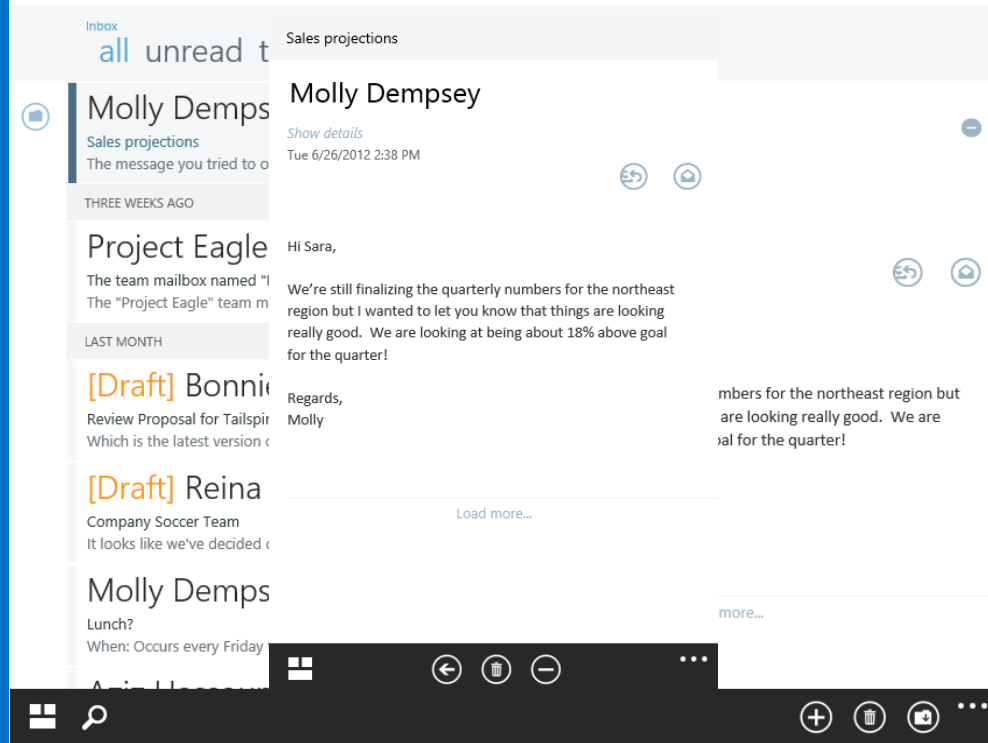 Inbox
all unread t
Molly Demps
Sales projections
The message you tried to o
THREE WEEKS AGO
Project Eagle
The team mailbox named "
The "Project Eagle" team m
LAST MONTH
[Draft] Bonnie
Review Proposal for Tailspin
Which is the latest version
[Draft] Reina
Company Soccer Team
It looks like we've decided
Molly Demps
Lunch?
When: Occurs every Friday
Sales projections
Molly Dempsey
Show details
Tue 6/26/2012 2:38 PM
Hi Sara,
We're still finalizing the quarterly numbers for the northeast
region but I wanted to let you know that things are looking
really good. We are looking at being about 18% above goal
for the quarter!
Regards,
Molly
Load more...
mbers for the northeast region but
are looking really good. We are
al for the quarter!
more...